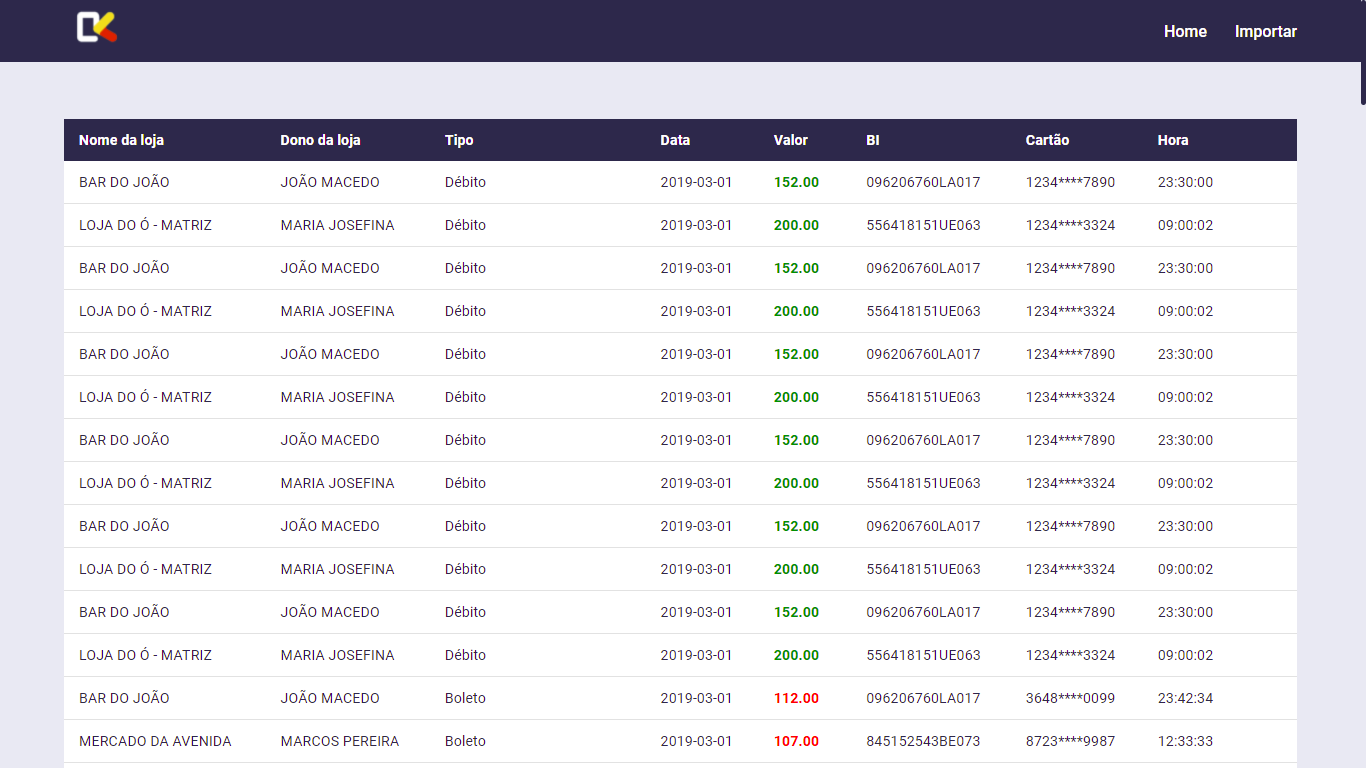 Home Importar
Nome da loja Dono da loja Tipo Data Valor BI Cartão Hora
BAR DO JOÃO JOÃO MACEDO Débito 2019-03-01 152.00 096206760LA017 1234****7890 23:30:00
LOJA DO Ó - MATRIZ MARIA JOSEFINA Débito 2019-03-01 200.00 556418151UE063 1234****3324 09:00:02
BAR DO JOÃO JOÃO MACEDO Débito 2019-03-01 152.00 096206760LA017 1234****7890 23:30:00
LOJA DO Ó - MATRIZ MARIA JOSEFINA Débito 2019-03-01 200.00 556418151UE063 1234****3324 09:00:02
BAR DO JOÃO JOÃO MACEDO Débito 2019-03-01 152.00 096206760LA017 1234****7890 23:30:00
LOJA DO Ó - MATRIZ MARIA JOSEFINA Débito 2019-03-01 200.00 556418151UE063 1234****3324 09:00:02
BAR DO JOÃO JOÃO MACEDO Débito 2019-03-01 152.00 096206760LA017 1234****7890 23:30:00
LOJA DO Ó - MATRIZ MARIA JOSEFINA Débito 2019-03-01 200.00 556418151UE063 1234****3324 09:00:02
BAR DO JOÃO JOÃO MACEDO Débito 2019-03-01 152.00 096206760LA017 1234****7890 23:30:00
LOJA DO Ó - MATRIZ MARIA JOSEFINA Débito 2019-03-01 200.00 556418151UE063 1234****3324 09:00:02
BAR DO JOÃO JOÃO MACEDO Débito 2019-03-01 152.00 096206760LA017 1234****7890 23:30:00
LOJA DO Ó - MATRIZ MARIA JOSEFINA Débito 2019-03-01 200.00 556418151UE063 1234****3324 09:00:02
BAR DO JOÃO JOÃO MACEDO Boleto 2019-03-01 112.00 096206760LA017 3648****0099 23:42:34
MERCADO DA AVENIDA MARCOS PEREIRA Boleto 2019-03-01 107.00 845152543BE073 8723****9987 12:33:33